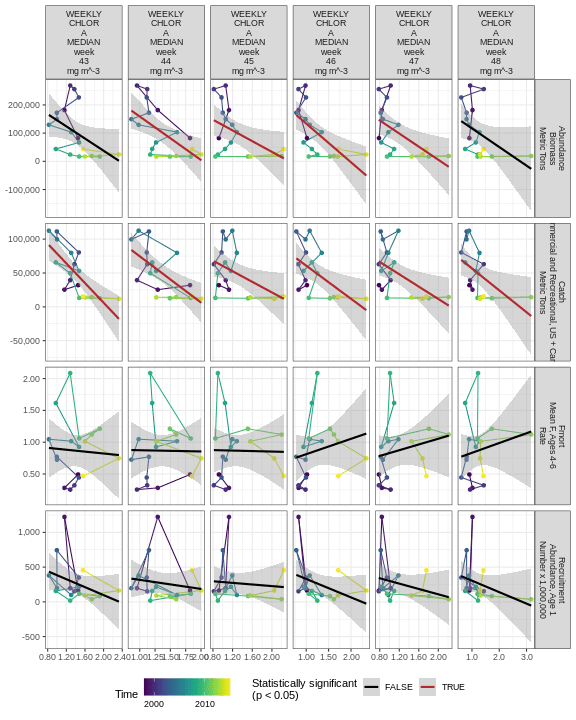 WEEKLY CHLOR A MEDIAN week 43 mg m^-3
WEEKLY CHLOR A MEDIAN week 44 mg m^-3
WEEKLY CHLOR A MEDIAN week 45 mg m^-3
WEEKLY CHLOR A MEDIAN week 46 mg m^-3
WEEKLY CHLOR A MEDIAN week 47 mg m^-3
WEEKLY CHLOR A MEDIAN week 48 mg m^-3
200,000
100,000
0
-100,000
Abundance
Biomass
Metric Tons
100,000
50,000
0
-50,000
Catch
nmercial and Recreational, US + Car
Metric Tons
2.00
1.50
1.00
0.50
Fmort
Mean F, Ages 4-6
Rate
1,000
500
0
-500
Recruitment
Abundance, Age 1
Number x 1,000,000
0.80 1.20 1.60 2.00 2.40
1.00 1.25 1.50 1.75 2.00
0.80 1.20 1.60 2.00
1.00 1.50 2.00
0.80 1.20 1.60 2.00
1.0 2.0 3.0
Time
2000 2010
Statistically significant
(p < 0.05)
FALSE
TRUE